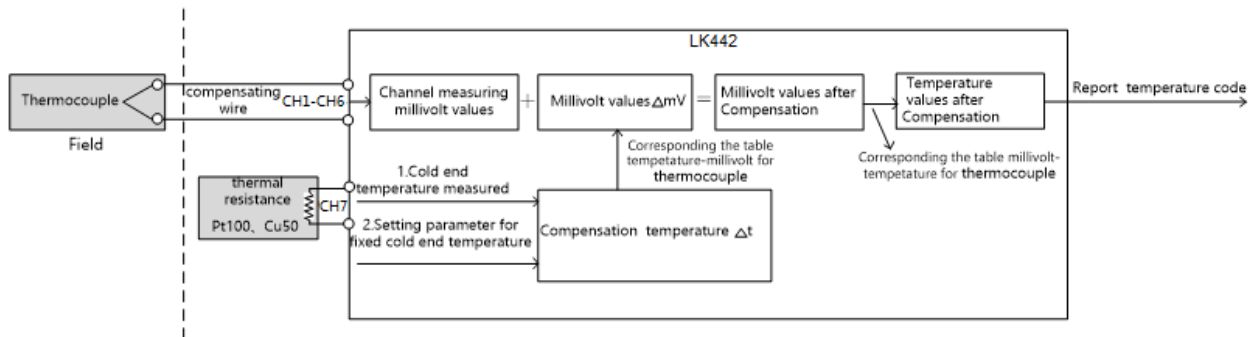 LK442
Thermocouple
Field
compensating
wire
CH1-CH6
Channel measuring
millivolt values
+
Millivolt values ΔmV
=
Millivolt values after
Compensation
Temperature
values after
Compensation
Report temperature code
Corresponding the table
tempetature-millivolt for
thermocouple
Corresponding the table millivolt-
tempetature for thermocouple
thermal
resistance
Pt100、Cu50
CH7
1.Cold end
temperature measured
2.Setting parameter for
fixed cold end temperature
Compensation temperature Δt